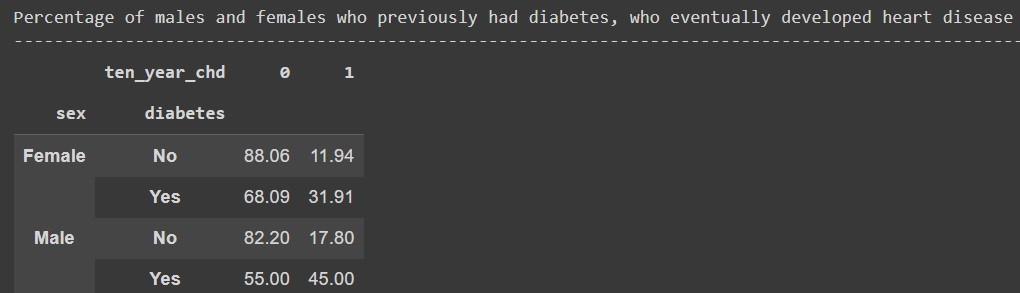 Percentage of males and females who previously had diabetes, who eventually developed heart disease
----------------------------------------------------------------------------------------------------
ten_year_chd 0 1
sex diabetes
Female No 88.06 11.94
Yes 68.09 31.91
Male No 82.20 17.80
Yes 55.00 45.00